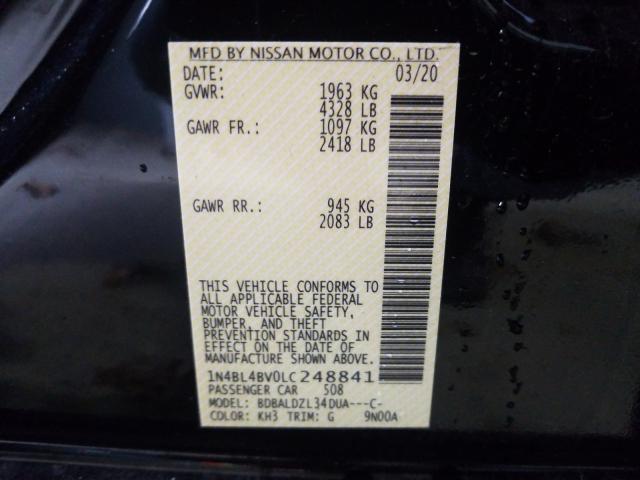 MFD BY NISSAN MOTOR CO., LTD.
DATE: 03/20
GVWR: 1963 KG
4328 LB
GAWR FR.: 1097 KG
2418 LB
GAWR RR.: 945 KG
2083 LB
THIS VEHICLE CONFORMS TO
ALL APPLICABLE FEDERAL
MOTOR VEHICLE SAFETY,
BUMPER, AND THEFT
PREVENTION STANDARDS IN
EFFECT ON THE DATE OF
MANUFACTURE SHOWN ABOVE.
1N4BL4BV0LC248841
PASSENGER CAR 508
MODEL: BDBALDZL34DUA---C-
COLOR: KH3 TRIM: G 9N00A